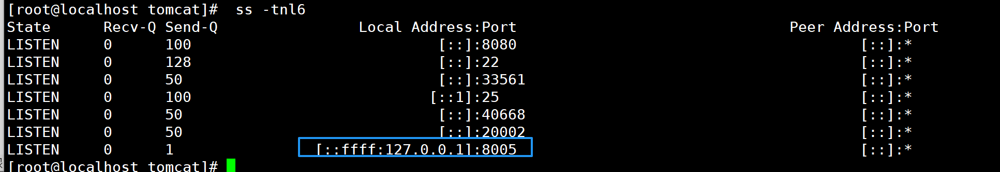 [root@localhost tomcat]#  ss -tnl6
State      Recv-Q Send-Q                Local Address:Port                               Peer Address:Port
LISTEN     0      100                            [::]:8080                                       [::]:*
LISTEN     0      128                            [::]:22                                         [::]:*
LISTEN     0      50                             [::]:33561                                      [::]:*
LISTEN     0      100                           [::1]:25                                         [::]:*
LISTEN     0      50                             [::]:40668                                      [::]:*
LISTEN     0      50                             [::]:20002                                      [::]:*
LISTEN     0      1                [::ffff:127.0.0.1]:8005                                       [::]:*
[root@localhost tomcat]#